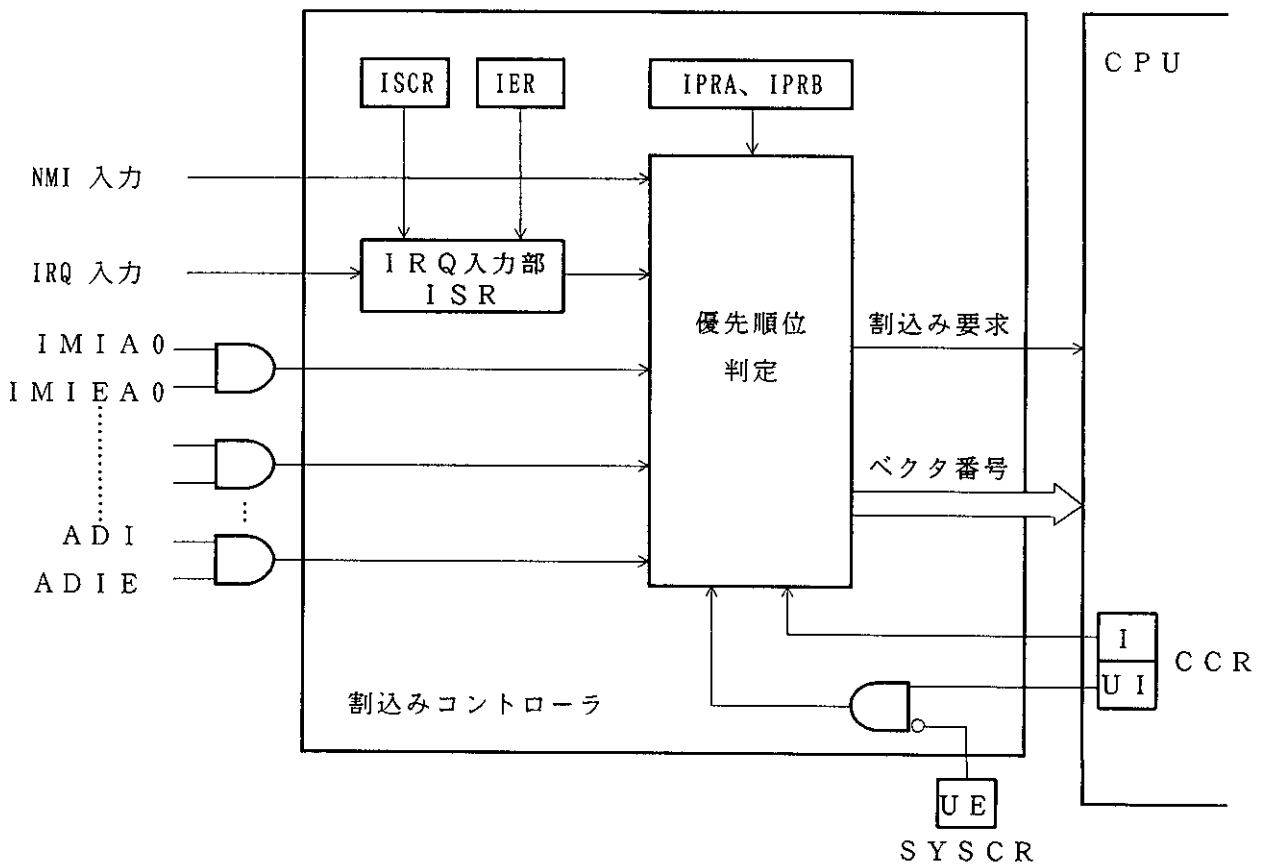 CPU
ISCR
IER
IPRA、IPRB
NMI 入力
IRQ 入力
IRQ入力部
ISR
優先順位
判定
割込み要求
ベクタ番号
IMIA0
IMIEA0
ADI
ADIE
I
UI
CCR
割込みコントローラ
UE
SYSCR